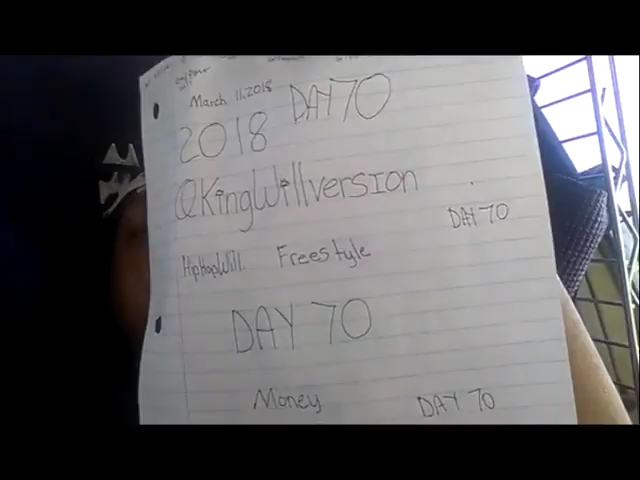 March 11, 2018 DAY 70
2018
@KingWillversion
DAY 70
HipHopWill Freestyle
DAY 70
Money DAY 70